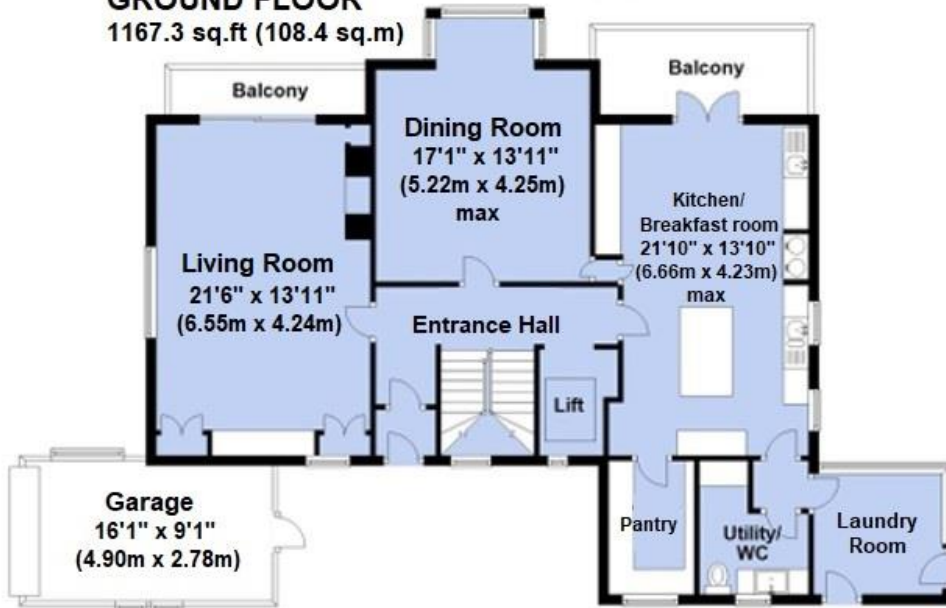 GROUND FLOOR
1167.3 sq.ft (108.4 sq.m)
Balcony
Balcony
Dining Room
17'1" x 13'11"
(5.22m x 4.25m)
max
Kitchen/
Breakfast room
21'10" x 13'10"
(6.66m x 4.23m)
max
Living Room
21'6" x 13'11"
(6.55m x 4.24m)
Entrance Hall
Lift
Garage
16'1" x 9'1"
(4.90m x 2.78m)
Pantry
Utility/
WC
Laundry
Room